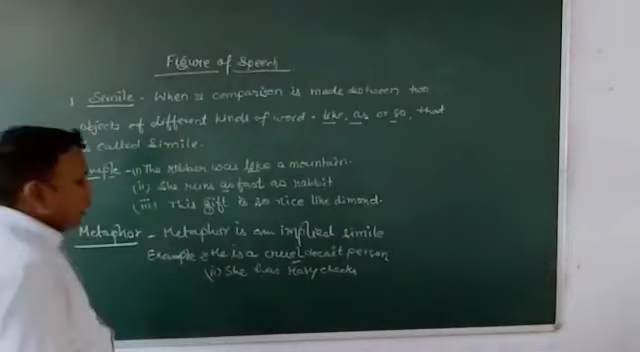 Figure of Speech
1. Simile - When a comparison is made between two
objects of different kinds of word. like, as or so, that
is called Simile.
(i) The robber was like a mountain.
(ii) She runs as fast as rabbit
(iii) This gift is so nice like dimond.
Metaphor - Metaphor is an implied simile
Example - He is a cruel person
(ii) She has rosy cheeks